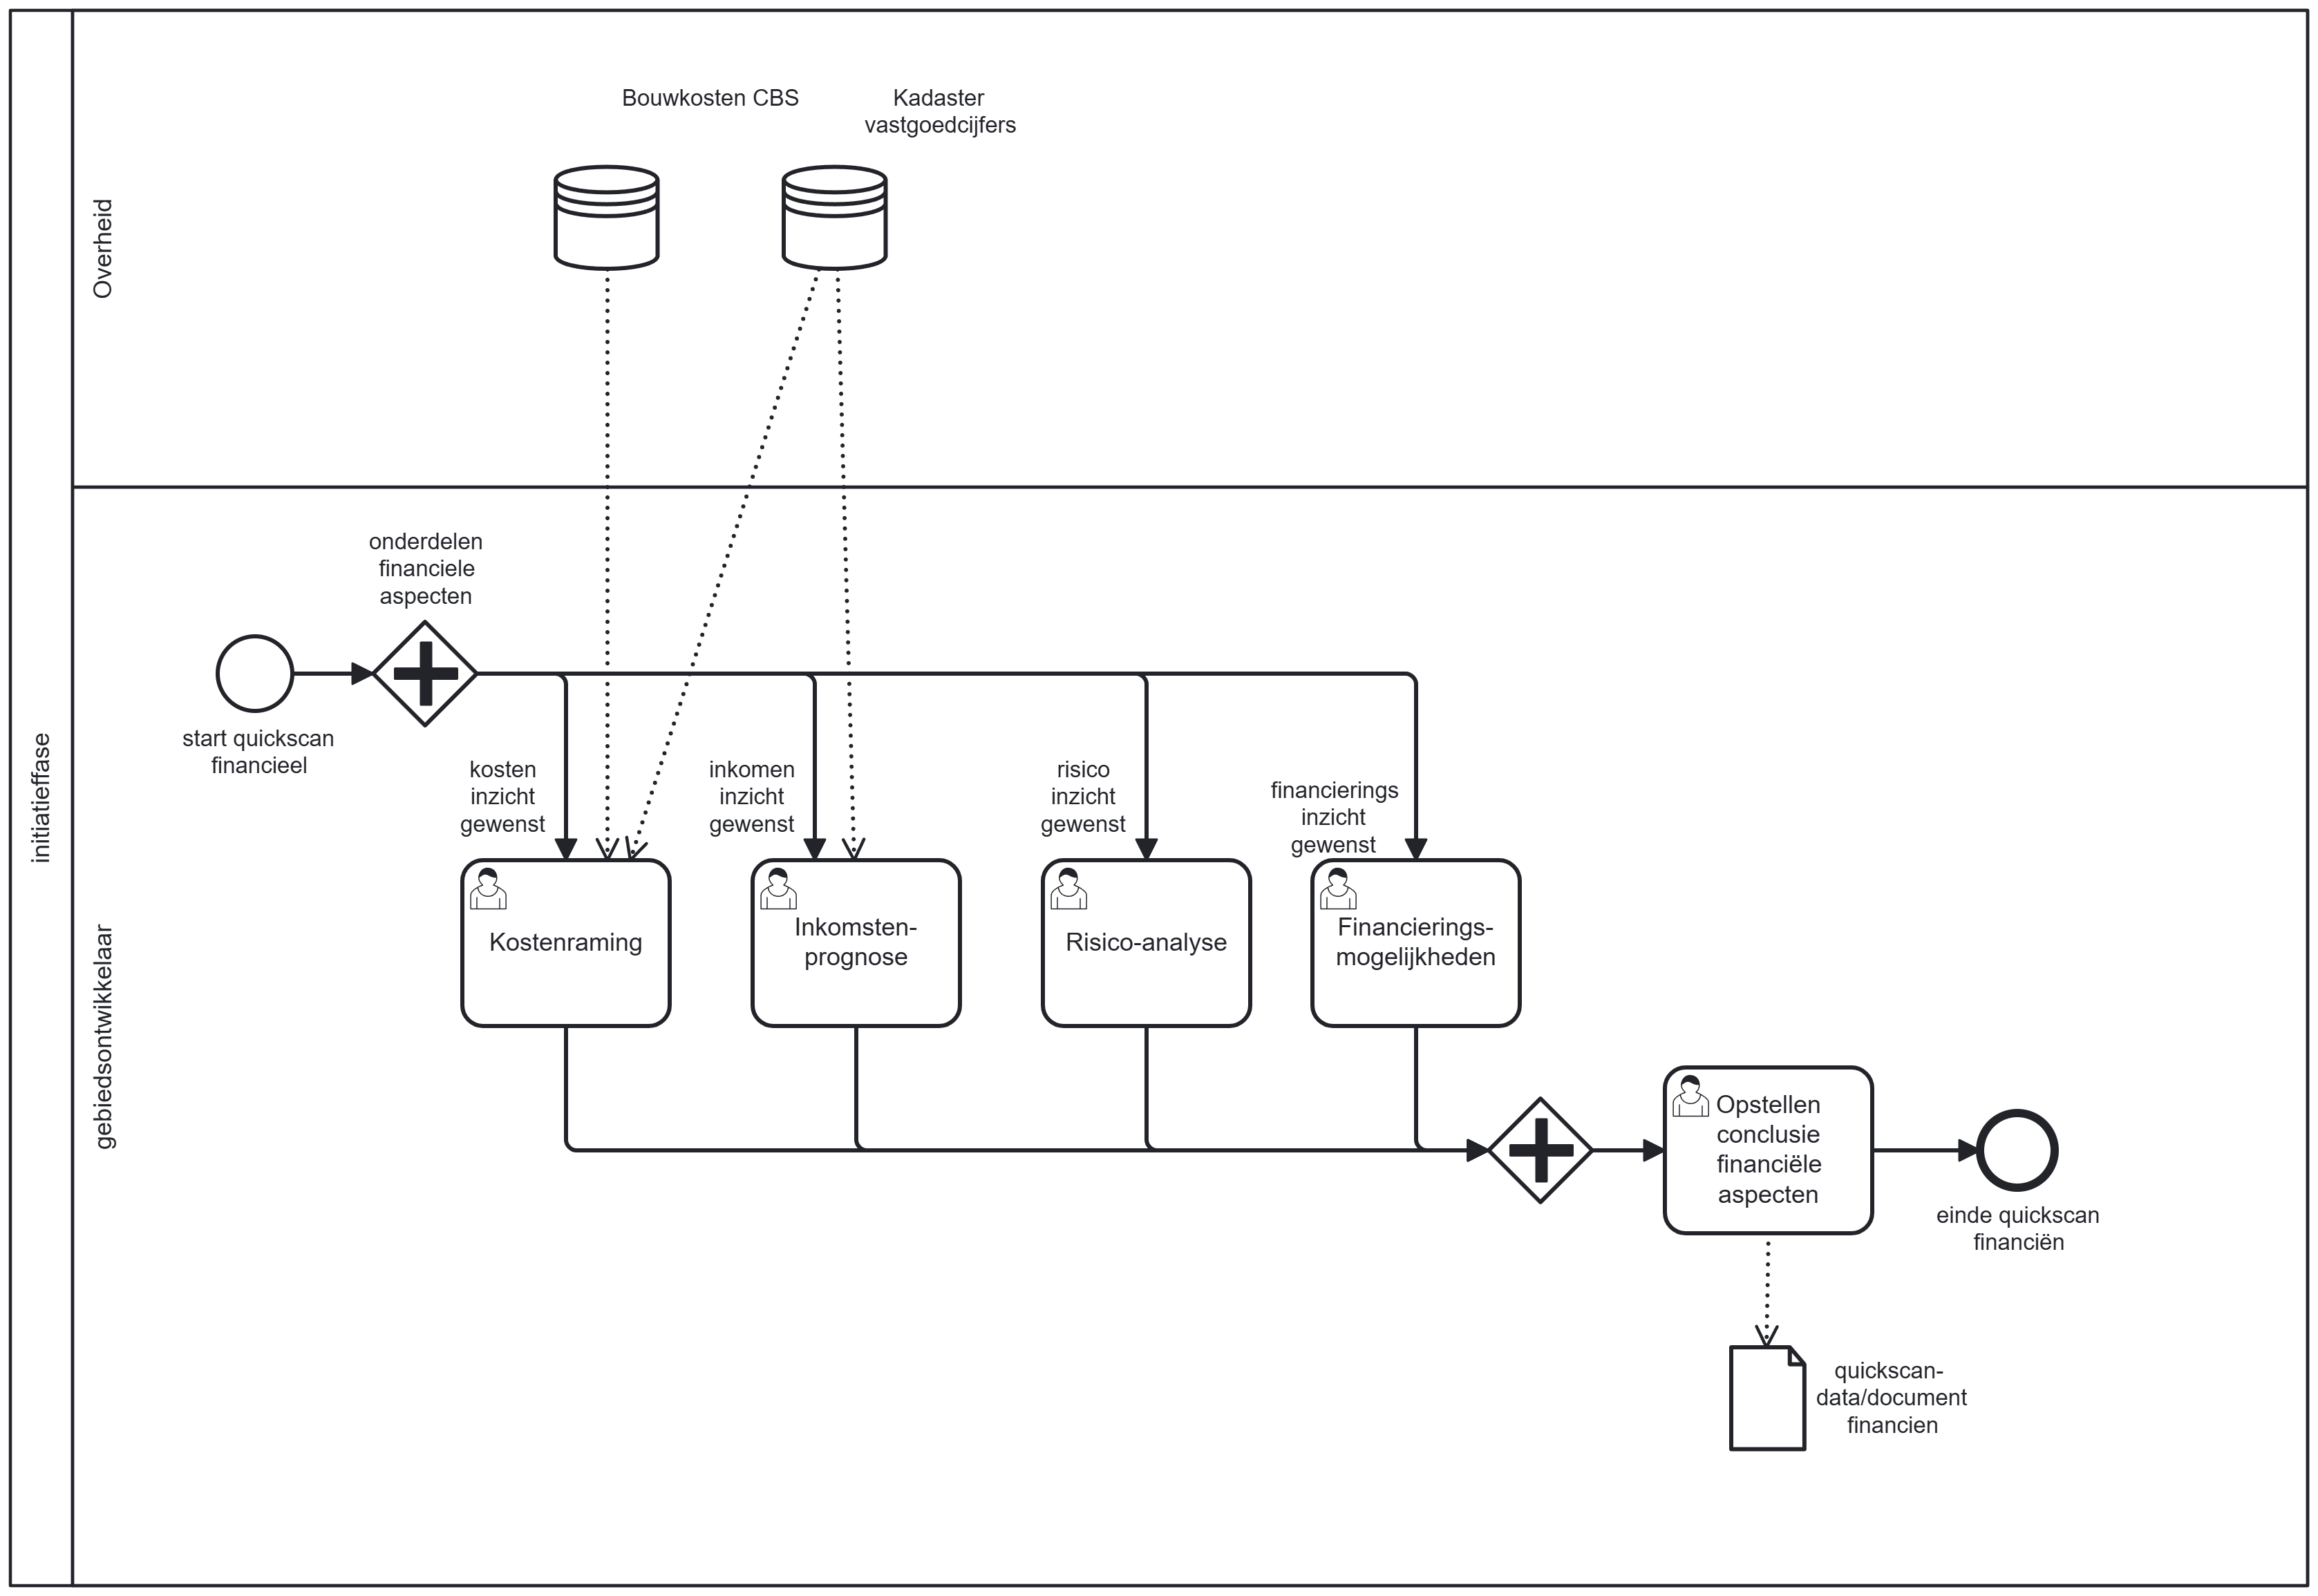 Bouwkosten CBS
Kadaster
vastgoedcijfers
Overheid
initiatieffase
gebiedsontwikkelaar
onderdelen
financiele
aspecten
start quickscan
financieel
kosten
inzicht
gewenst
inkomen
inzicht
gewenst
risico
inzicht
gewenst
financierings
inzicht
gewenst
Kostenraming
Inkomsten-
prognose
Risico-analyse
Financierings-
mogelijkheden
Opstellen
conclusie
financiële
aspecten
einde quickscan
financiën
quickscan-
data/document
financien